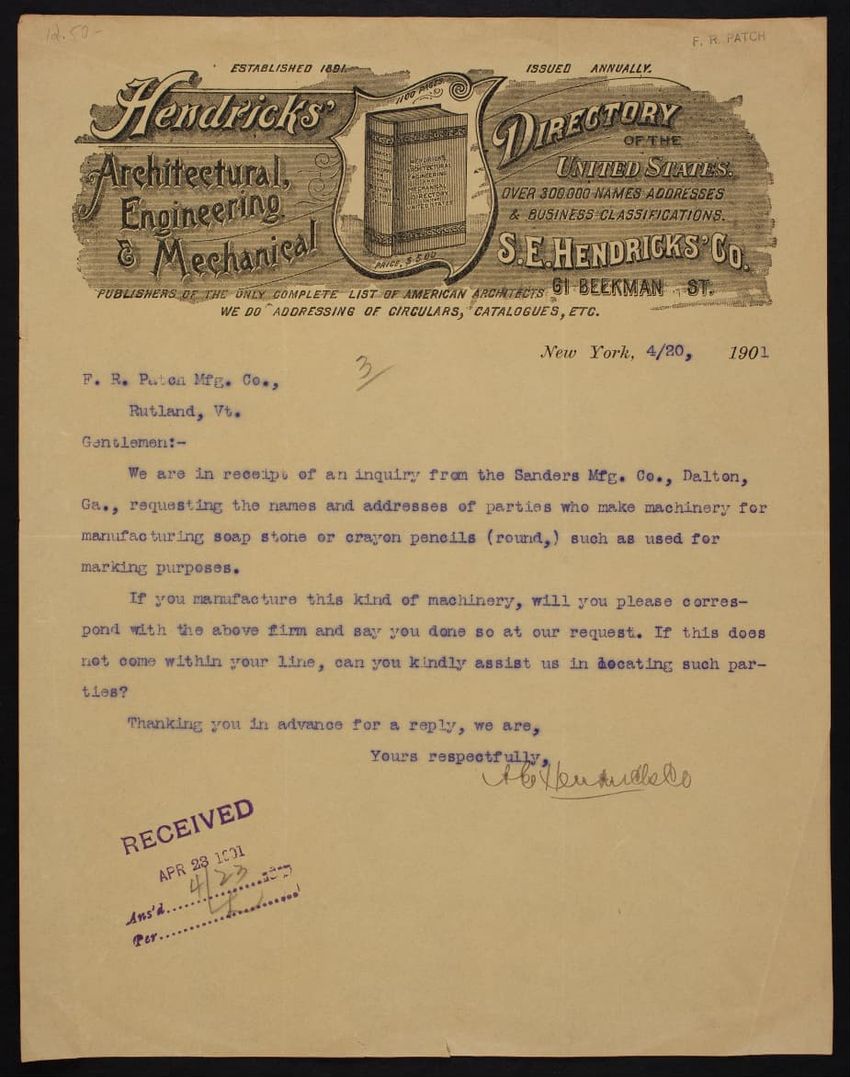 12.50-
F. R. PATCH
ESTABLISHED 1891.
ISSUED ANNUALLY.
Hendricks'
Architectural,
Engineering
& Mechanical
1100 PAGES
HENDRICKS'
ARCHITECTURAL
ENGINEERING
AND
MECHANICAL
DIRECTORY
PRICE, $5.00
DIRECTORY
OF THE
UNITED STATES.
OVER 300.000 NAMES ADDRESSES
& BUSINESS CLASSIFICATIONS.
S.E. HENDRICKS' CO.
61 BEEKMAN ST.
PUBLISHERS OF THE ONLY COMPLETE LIST OF AMERICAN ARCHITECTS
WE DO ADDRESSING OF CIRCULARS, CATALOGUES, ETC.
New York, 4/20, 1901
3/
F. R. Patch Mfg. Co.,
Rutland, Vt.
Gentlemen:-
We are in receipt of an inquiry from the Sanders Mfg. Co., Dalton,
Ga., requesting the names and addresses of parties who make machinery for
manufacturing soap stone or crayon pencils (round,) such as used for
marking purposes.
If you manufacture this kind of machinery, will you please corres-
pond with the above firm and say you done so at our request. If this does
not come within your line, can you kindly assist us in locating such par-
ties?
Thanking you in advance for a reply, we are,
Yours respectfully,
S E Hendricks Co
RECEIVED
APR 23 1901
Ans'd 4/23
Per